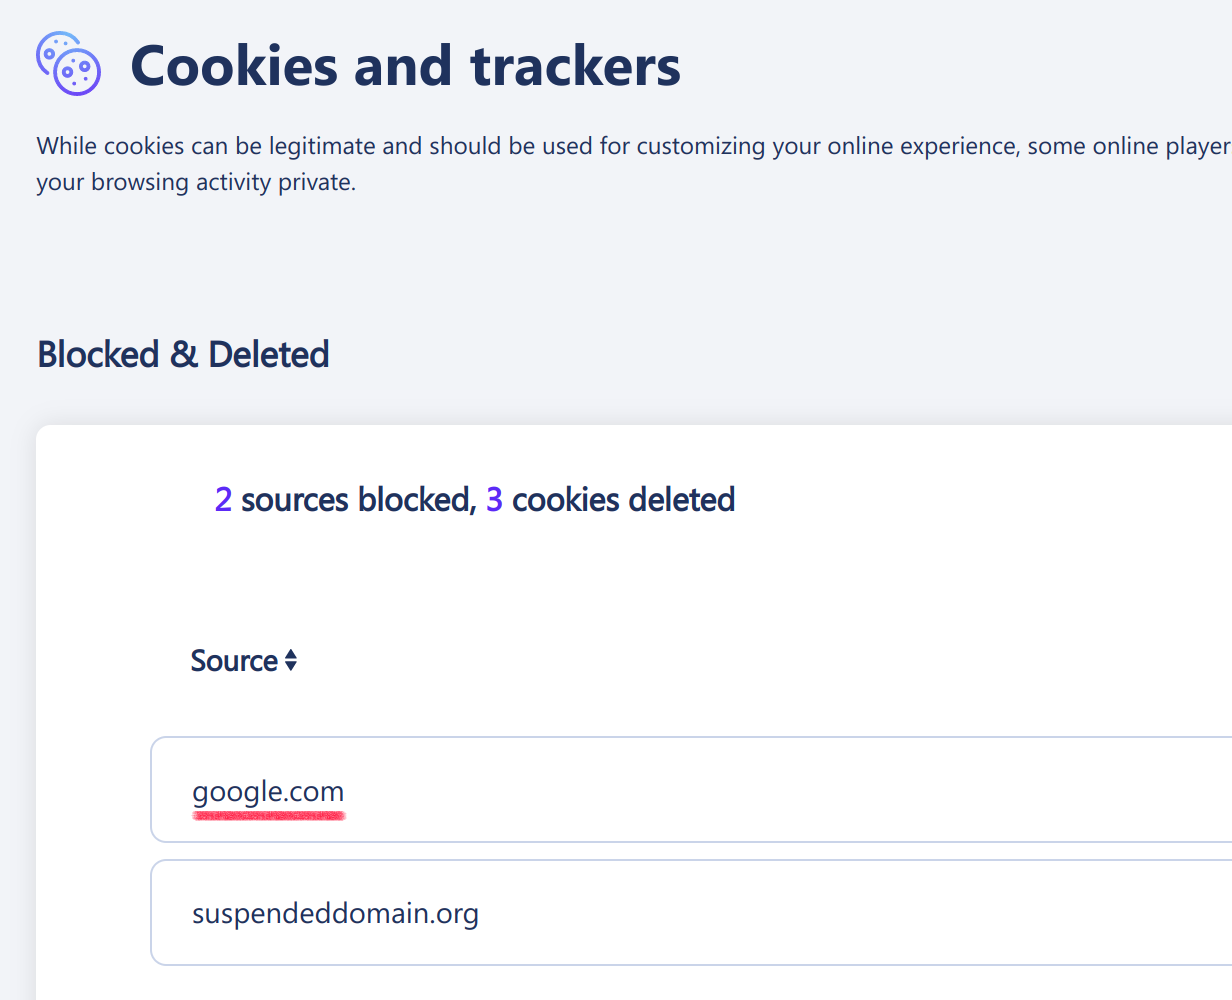 Cookies and trackers
While cookies can be legitimate and should be used for customizing your online experience, some online player
your browsing activity private.
Blocked & Deleted
2 sources blocked, 3 cookies deleted
Source
google.com
suspendeddomain.org